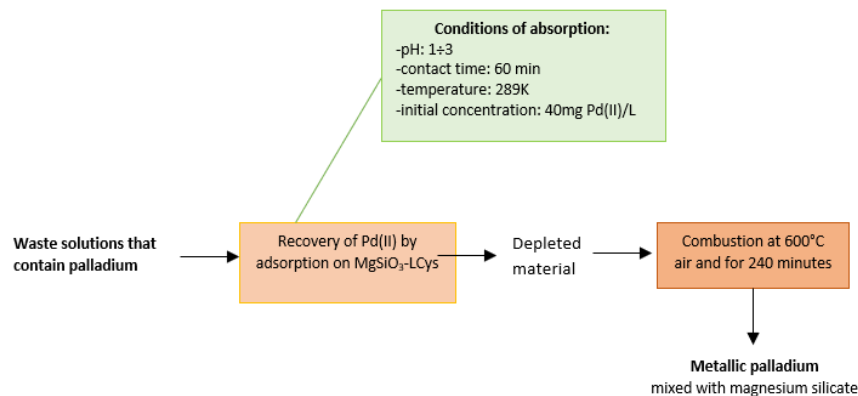 Conditions of absorption:
-pH: 1÷3
-contact time: 60 min
-temperature: 289K
-initial concentration: 40mg Pd(II)/L
Waste solutions that
contain palladium
Recovery of Pd(II) by
adsorption on MgSiO₃-LCys
Depleted
material
Combustion at 600°C
air and for 240 minutes
Metallic palladium
mixed with magnesium silicate